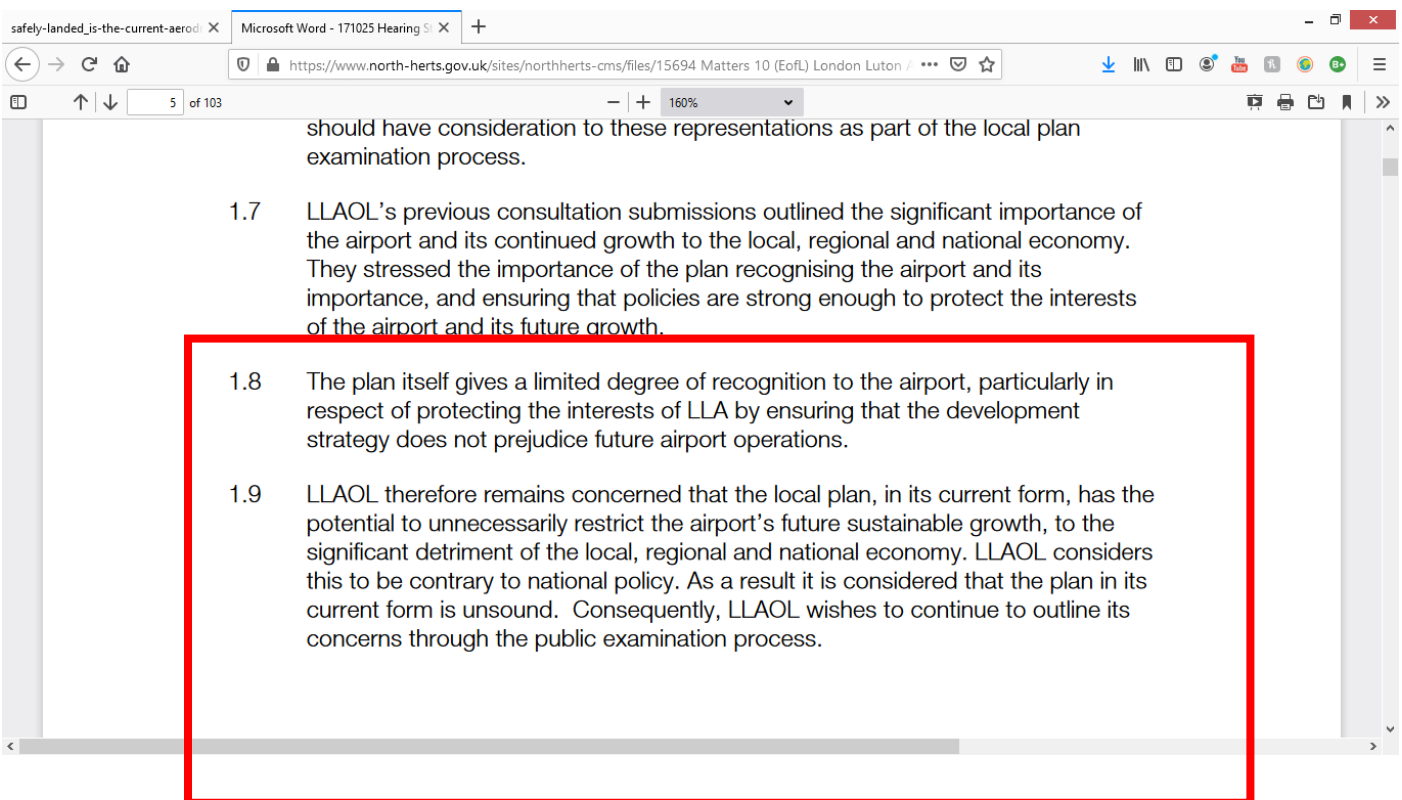 safely-landed_is-the-current-aerod
Microsoft Word - 171025 Hearing St
https://www.north-herts.gov.uk/sites/northherts-cms/files/15694 Matters 10 (EofL) London Luton A
5 of 103
160%
should have consideration to these representations as part of the local plan
examination process.
1.7 LLAOL’s previous consultation submissions outlined the significant importance of
the airport and its continued growth to the local, regional and national economy.
They stressed the importance of the plan recognising the airport and its
importance, and ensuring that policies are strong enough to protect the interests
of the airport and its future growth.
1.8 The plan itself gives a limited degree of recognition to the airport, particularly in
respect of protecting the interests of LLA by ensuring that the development
strategy does not prejudice future airport operations.
1.9 LLAOL therefore remains concerned that the local plan, in its current form, has the
potential to unnecessarily restrict the airport’s future sustainable growth, to the
significant detriment of the local, regional and national economy. LLAOL considers
this to be contrary to national policy. As a result it is considered that the plan in its
current form is unsound.  Consequently, LLAOL wishes to continue to outline its
concerns through the public examination process.